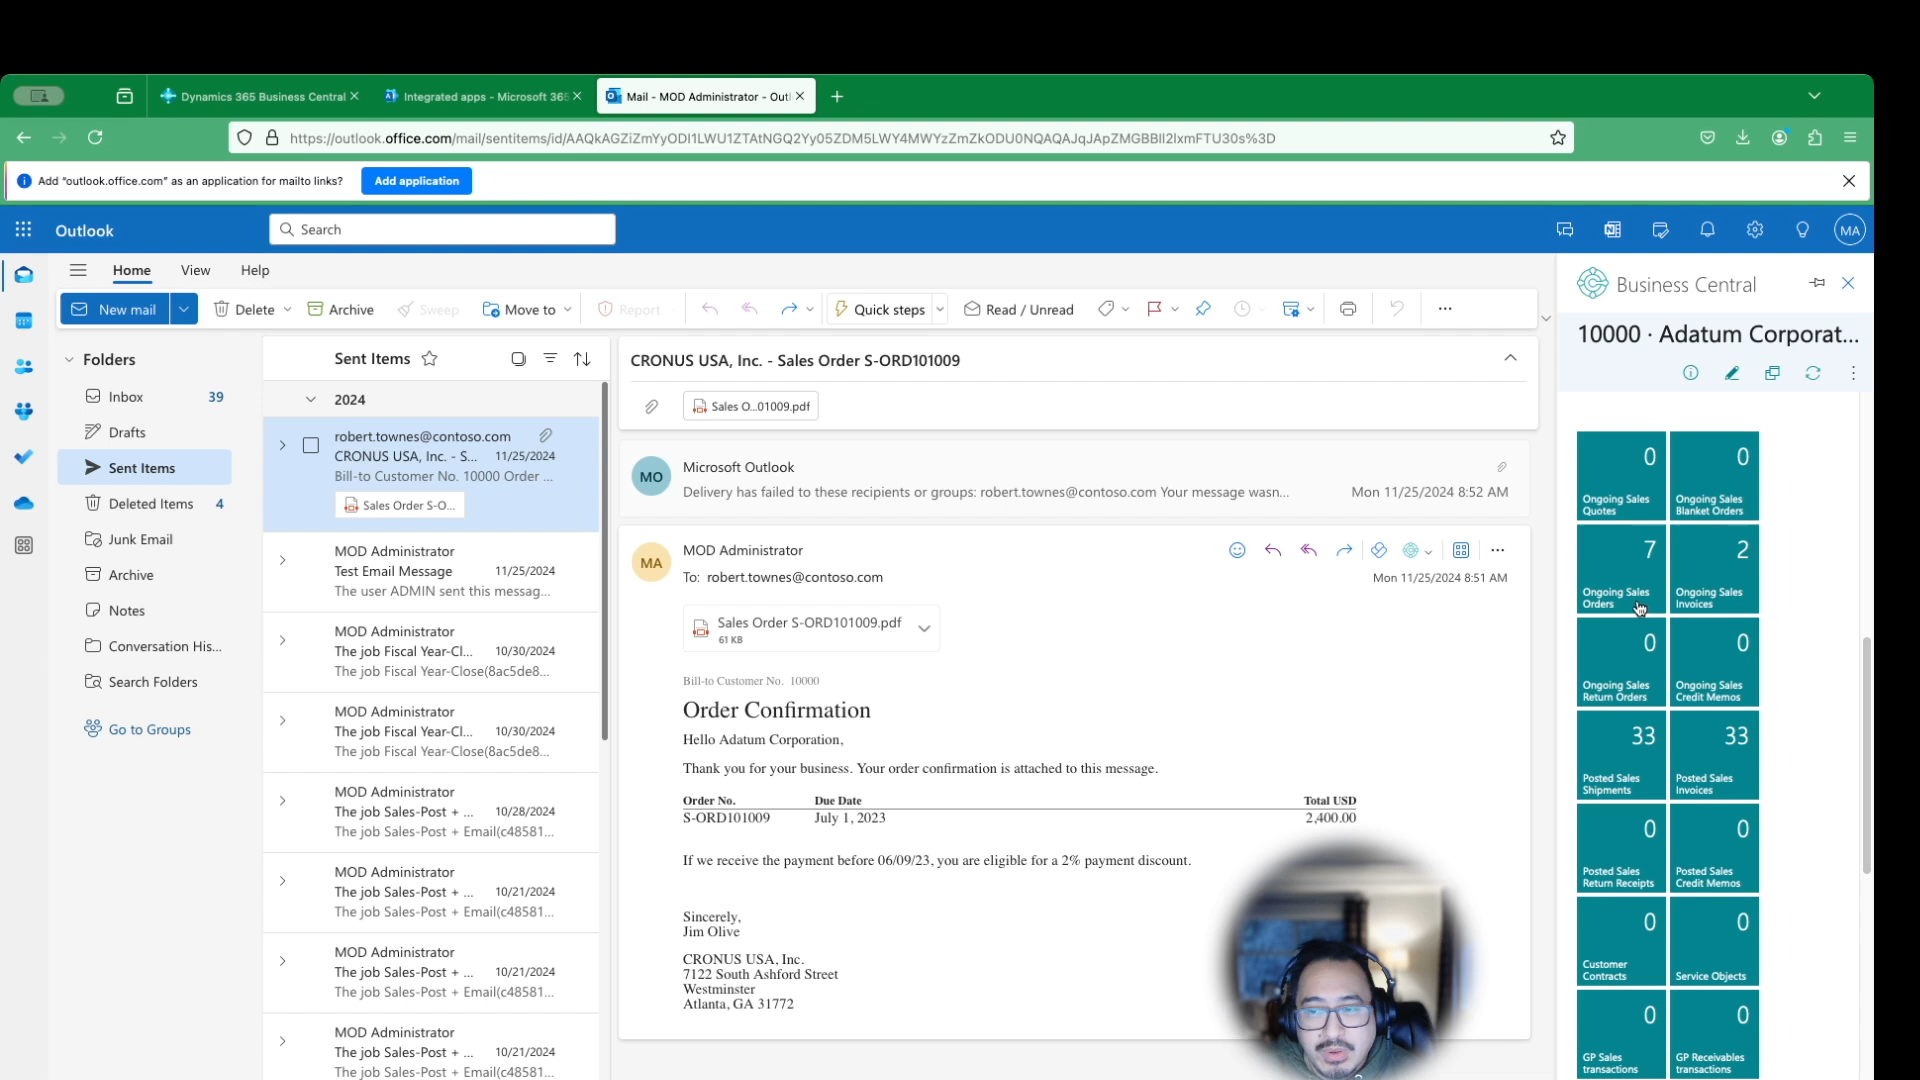 Dynamics 365 Business Central
Integrated apps - Microsoft 365
Mail - MOD Administrator - Outl
https://outlook.office.com/mail/sentitems/id/AAQkAGZiZmYyODI1LWU1ZTAtNGQ2Yy05ZDM5LWY4MWYzZmZkODU0NQAQAJqJApZMGBBIl2lxmFTU30s%3D
Add "outlook.office.com" as an application for mailto links?
Add application
Outlook
Search
MA
Home
View
Help
New mail
Delete
Archive
Sweep
Move to
Report
Quick steps
Read / Unread
Folders
Inbox 39
Drafts
Sent Items
Deleted Items 4
Junk Email
Archive
Notes
Conversation His...
Search Folders
Go to Groups
Sent Items
2024
robert.townes@contoso.com
CRONUS USA, Inc. - S... 11/25/2024
Bill-to Customer No. 10000 Order ...
Sales Order S-O...
MOD Administrator
Test Email Message 11/25/2024
The user ADMIN sent this messag...
MOD Administrator
The job Fiscal Year-Cl... 10/30/2024
The job Fiscal Year-Close(8ac5de8...
MOD Administrator
The job Fiscal Year-Cl... 10/30/2024
The job Fiscal Year-Close(8ac5de8...
MOD Administrator
The job Sales-Post + ... 10/28/2024
The job Sales-Post + Email(c48581...
MOD Administrator
The job Sales-Post + ... 10/21/2024
The job Sales-Post + Email(c48581...
MOD Administrator
The job Sales-Post + ... 10/21/2024
The job Sales-Post + Email(c48581...
MOD Administrator
The job Sales-Post + ... 10/21/2024
The job Sales-Post + Email(c48581...
CRONUS USA, Inc. - Sales Order S-ORD101009
Sales O...01009.pdf
MO
Microsoft Outlook
Delivery has failed to these recipients or groups: robert.townes@contoso.com Your message wasn... Mon 11/25/2024 8:52 AM
MA
MOD Administrator
To: robert.townes@contoso.com
Mon 11/25/2024 8:51 AM
Sales Order S-ORD101009.pdf
61 KB
Bill-to Customer No. 10000
Order Confirmation
Hello Adatum Corporation,
Thank you for your business. Your order confirmation is attached to this message.
Order No. Due Date Total USD
S-ORD101009 July 1, 2023 2,400.00
If we receive the payment before 06/09/23, you are eligible for a 2% payment discount.
Sincerely,
Jim Olive
CRONUS USA, Inc.
7122 South Ashford Street
Westminster
Atlanta, GA 31772
Business Central
10000 · Adatum Corporat...
0
Ongoing Sales
Quotes
0
Ongoing Sales
Blanket Orders
7
Ongoing Sales
Orders
2
Ongoing Sales
Invoices
0
Ongoing Sales
Return Orders
0
Ongoing Sales
Credit Memos
33
Posted Sales
Shipments
33
Posted Sales
Invoices
0
Posted Sales
Return Receipts
0
Posted Sales
Credit Memos
0
Customer
Contracts
0
Service Objects
0
GP Sales
transactions
0
GP Receivables
transactions